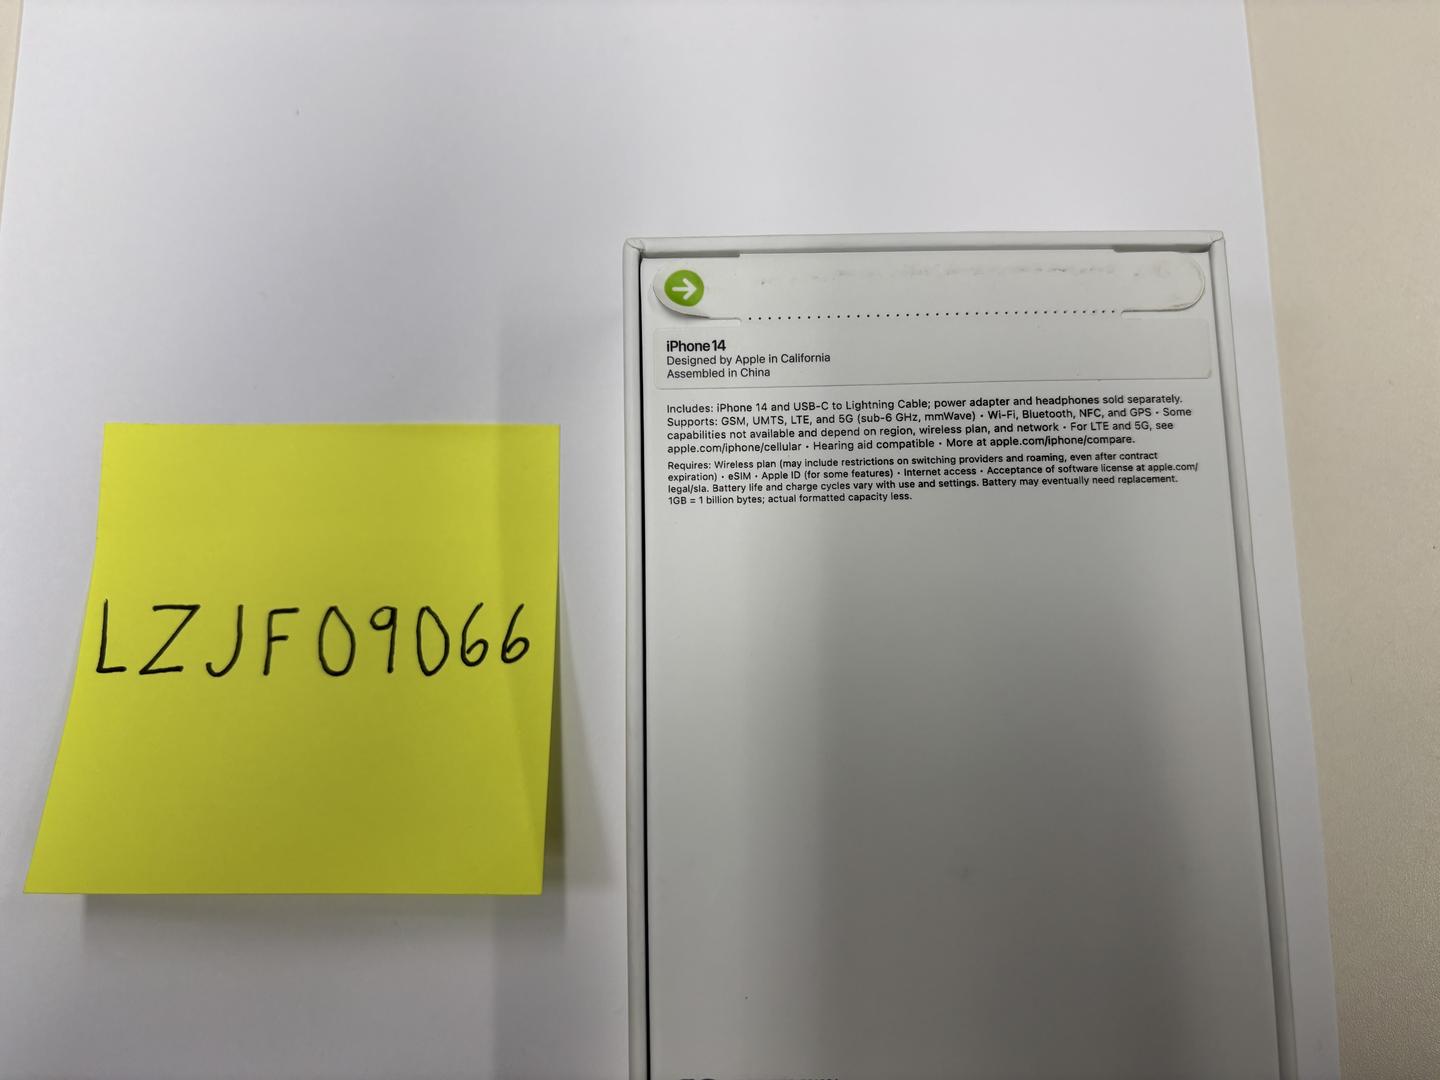 LZJF09066
iPhone 14
Designed by Apple in California
Assembled in China
Includes: iPhone 14 and USB-C to Lightning Cable; power adapter and headphones sold separately.
Supports: GSM, UMTS, LTE, and 5G (sub-6 GHz, mmWave) • Wi-Fi, Bluetooth, NFC, and GPS • Some
capabilities not available and depend on region, wireless plan, and network • For LTE and 5G, see
apple.com/iphone/cellular • Hearing aid compatible • More at apple.com/iphone/compare.
Requires: Wireless plan (may include restrictions on switching providers and roaming, even after contract
expiration) • eSIM • Apple ID (for some features) • Internet access • Acceptance of software license at apple.com/
legal/sla. Battery life and charge cycles vary with use and settings. Battery may eventually need replacement.
1GB = 1 billion bytes; actual formatted capacity less.